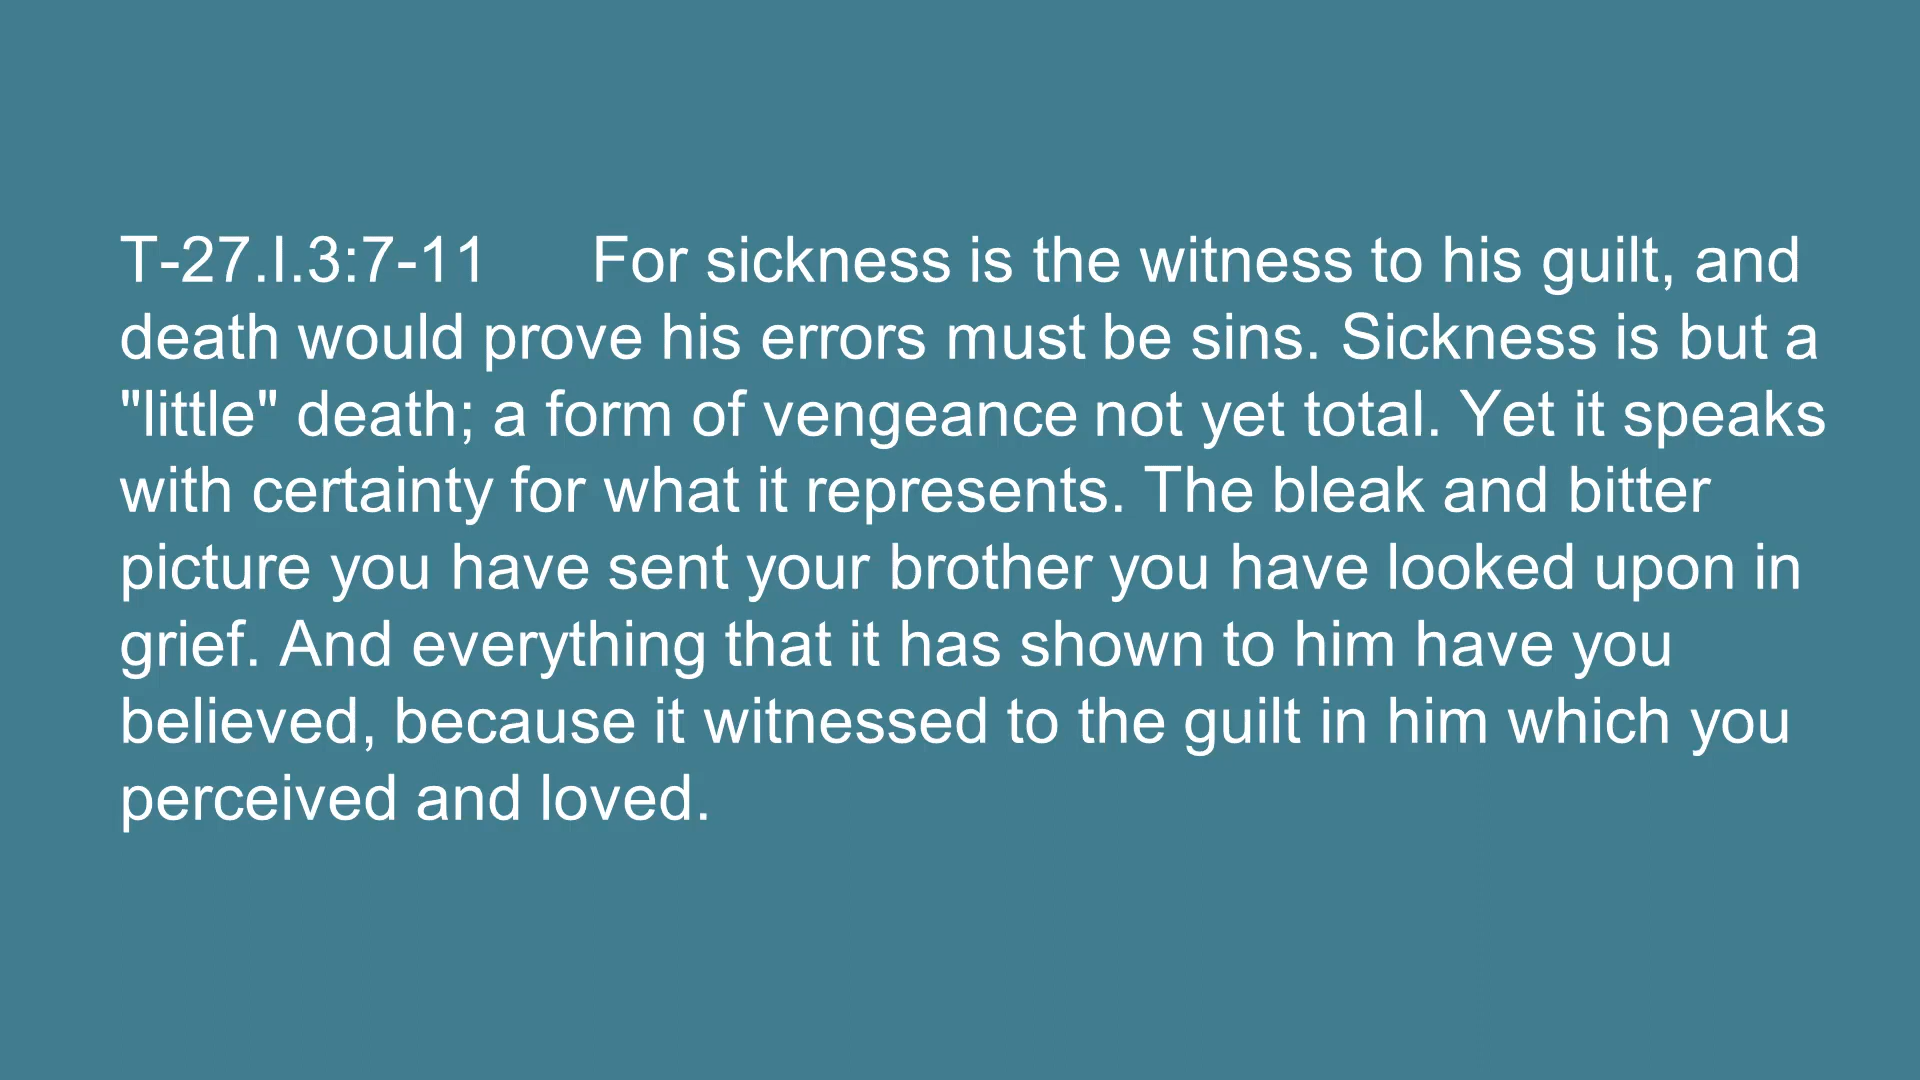 T-27.I.3:7-11 For sickness is the witness to his guilt, and
death would prove his errors must be sins. Sickness is but a
"little" death; a form of vengeance not yet total. Yet it speaks
with certainty for what it represents. The bleak and bitter
picture you have sent your brother you have looked upon in
grief. And everything that it has shown to him have you
believed, because it witnessed to the guilt in him which you
perceived and loved.